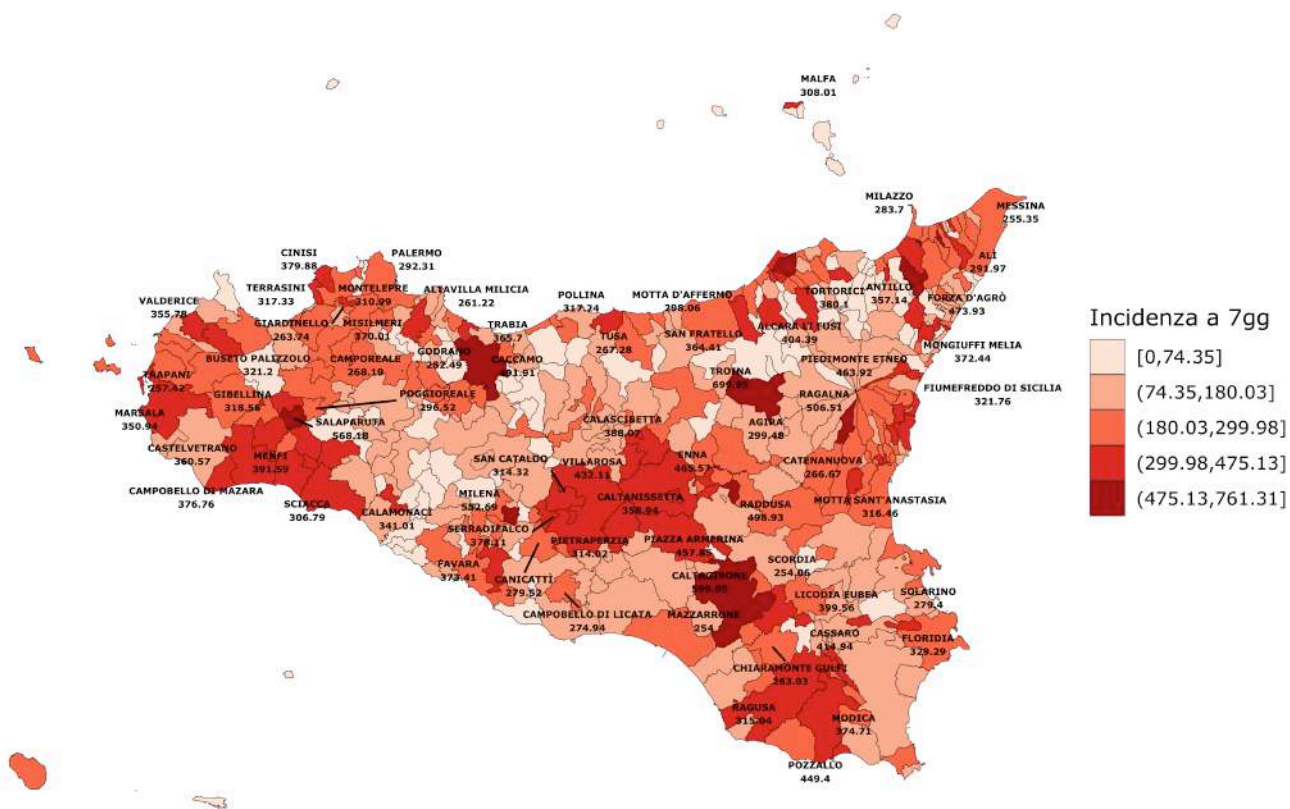 MALFA
308.01
MILAZZO
283.7
MESSINA
255.35
CINISI
379.88
PALERMO
292.31
ALÌ
291.97
TERRASINI
317.33
MONTELEPRE
310.99
ALTAVILLA MILICIA
261.22
POLLINA
317.24
MOTTA D'AFFERMO
298.06
TORTORICI
380.1
ANTILLO
357.14
FORZA D'AGRÒ
473.93
VALDERICE
355.78
GIARDINELLO
263.74
MISILMERI
370.01
TRABIA
365.7
TUSA
267.28
SAN FRATELLO
364.41
ALCARA LI FUSI
404.39
MONGIUFFI MELIA
372.44
BUSETO PALIZZOLO
321.2
CAMPOREALE
268.19
GODRANO
CACCAMO
491.91
TROINA
PIEDIMONTE ETNEO
463.92
FIUMEFREDDO DI SICILIA
321.76
TRAPANI
257.42
GIBELLINA
318.56
POGGIOREALE
296.52
RAGALNA
506.51
MARSALA
350.94
SALAPARUTA
568.18
CALASCIBETTA
388.07
AGIRA
299.48
CASTELVETRANO
360.57
MENFI
391.59
SAN CATALDO
314.32
VILLAROSA
432.11
ENNA
465.57
CATENANUOVA
266.67
CAMPOBELLO DI MAZARA
376.76
SCIACCA
306.79
CALAMONACI
341.01
MILENA
552.69
CALTANISSETTA
358.94
RADDUSA
498.93
MOTTA SANT'ANASTASIA
316.46
SERRADIFALCO
378.11
PIETRAPERZIA
314.02
PIAZZA ARMERINA
457.85
FAVARA
373.41
CANICATTÌ
279.52
CALTAGIRONE
SCORDIA
254.06
CAMPOBELLO DI LICATA
274.94
MAZZARRONE
254
LICODIA EUBEA
399.56
SOLARINO
279.4
CASSARO
414.94
FLORIDIA
329.29
CHIARAMONTE GULFI
283.03
RAGUSA
315.04
MODICA
374.71
POZZALLO
449.4
Incidenza a 7gg
[0,74.35]
(74.35,180.03]
(180.03,299.98]
(299.98,475.13]
(475.13,761.31]